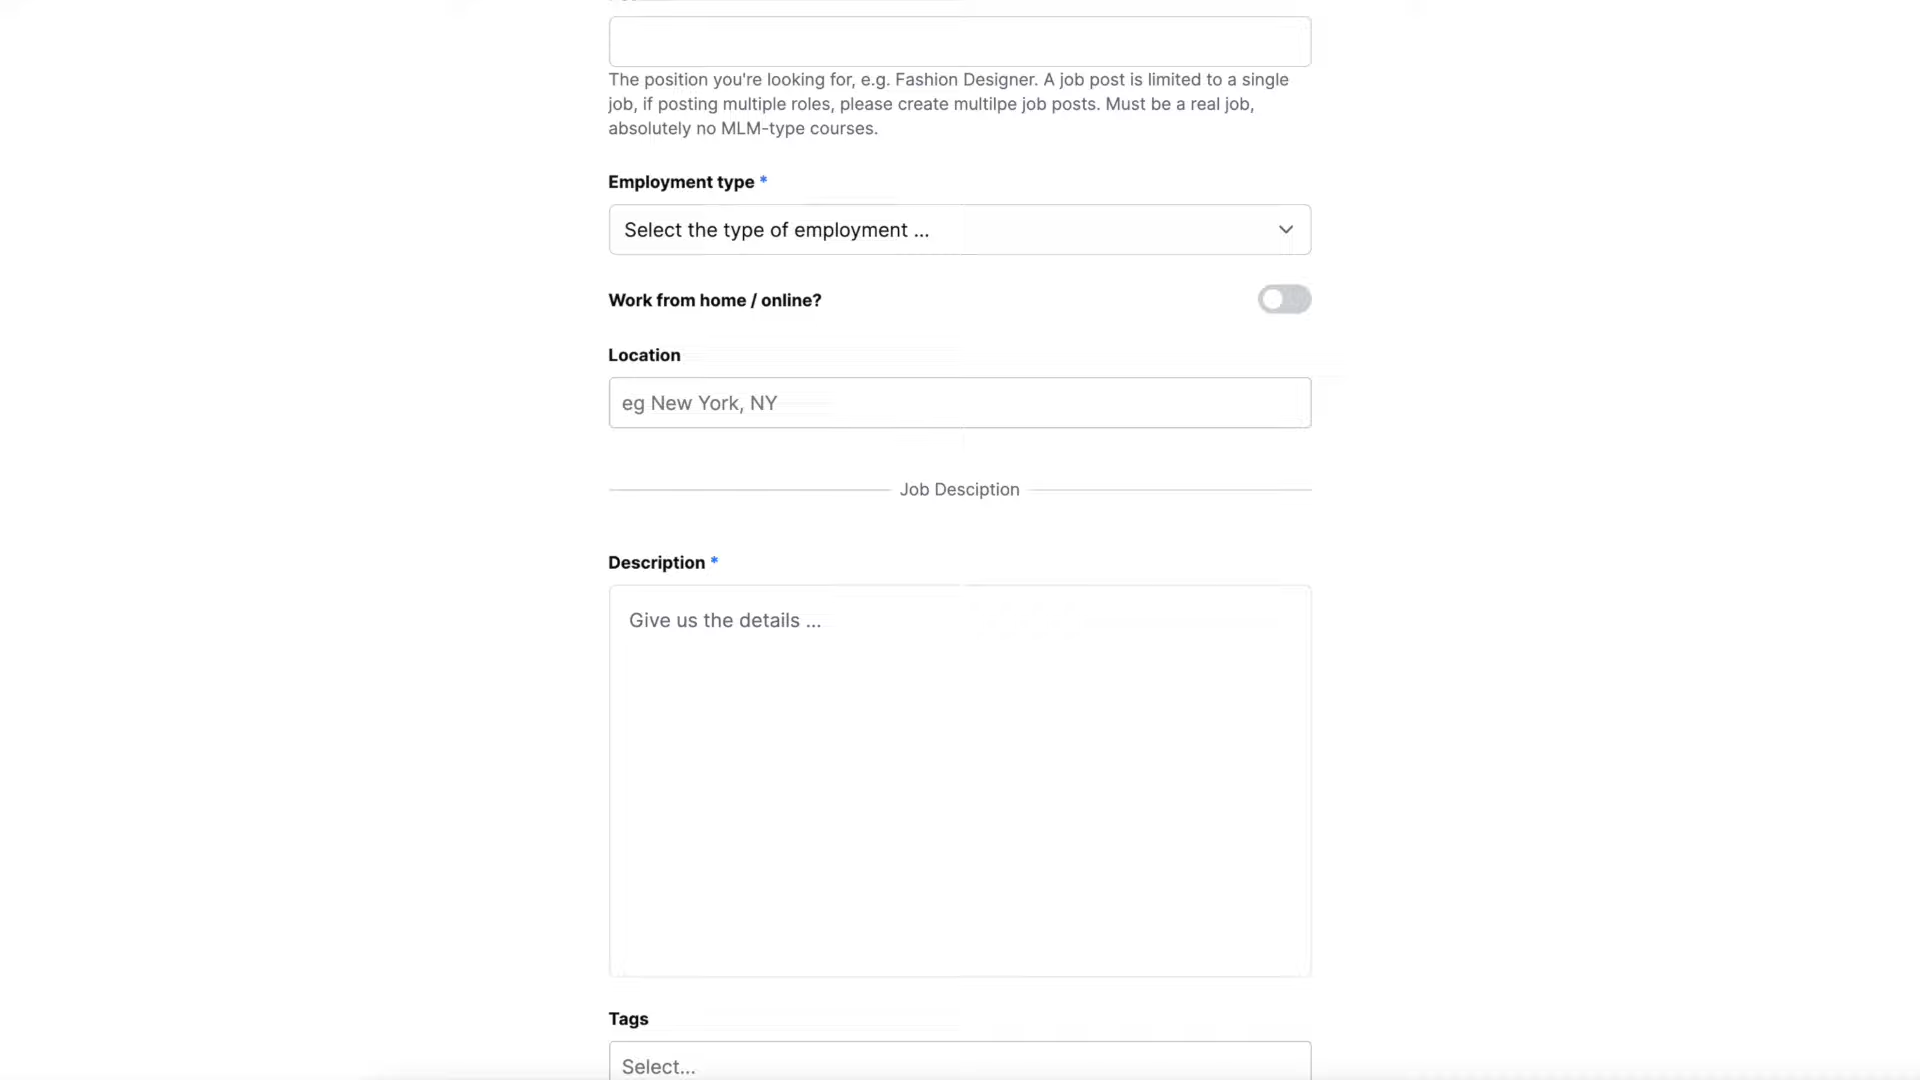 The position you're looking for, e.g. Fashion Designer. A job post is limited to a single
job, if posting multiple roles, please create multilpe job posts. Must be a real job,
absolutely no MLM-type courses.
Employment type *
Select the type of employment ...
Work from home / online?
Location
eg New York, NY
Job Desciption
Description *
Give us the details ...
Tags
Select...